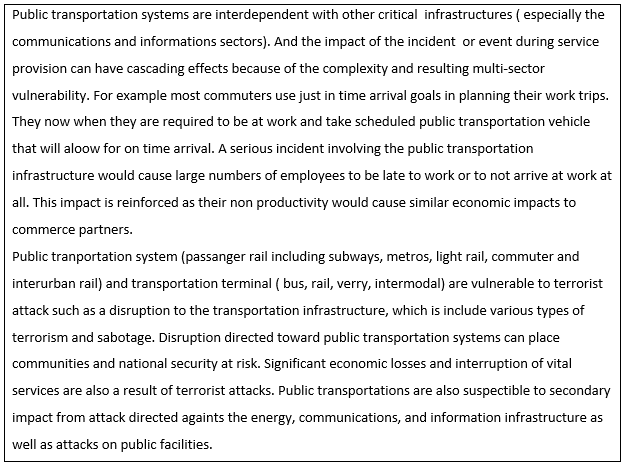 Public transportation systems are interdependent with other critical  infrastructures ( especially the
communications and informations sectors). And the impact of the incident  or event during service
provision can have cascading effects because of the complexity and resulting multi-sector
vulnerability. For example most commuters use just in time arrival goals in planning their work trips.
They now when they are required to be at work and take scheduled public transportation vehicle
that will aloow for on time arrival. A serious incident involving the public transportation
infrastructure would cause large numbers of employees to be late to work or to not arrive at work at
all. This impact is reinforced as their non productivity would cause similar economic impacts to
commerce partners.
Public tranportation system (passanger rail including subways, metros, light rail, commuter and
interurban rail) and transportation terminal ( bus, rail, verry, intermodal) are vulnerable to terrorist
attack such as a disruption to the transportation infrastructure, which is include various types of
terrorism and sabotage. Disruption directed toward public transportation systems can place
communities and national security at risk. Significant economic losses and interruption of vital
services are also a result of terrorist attacks. Public transportations are also suspectible to secondary
impact from attack directed againts the energy, communications, and information infrastructure as
well as attacks on public facilities.